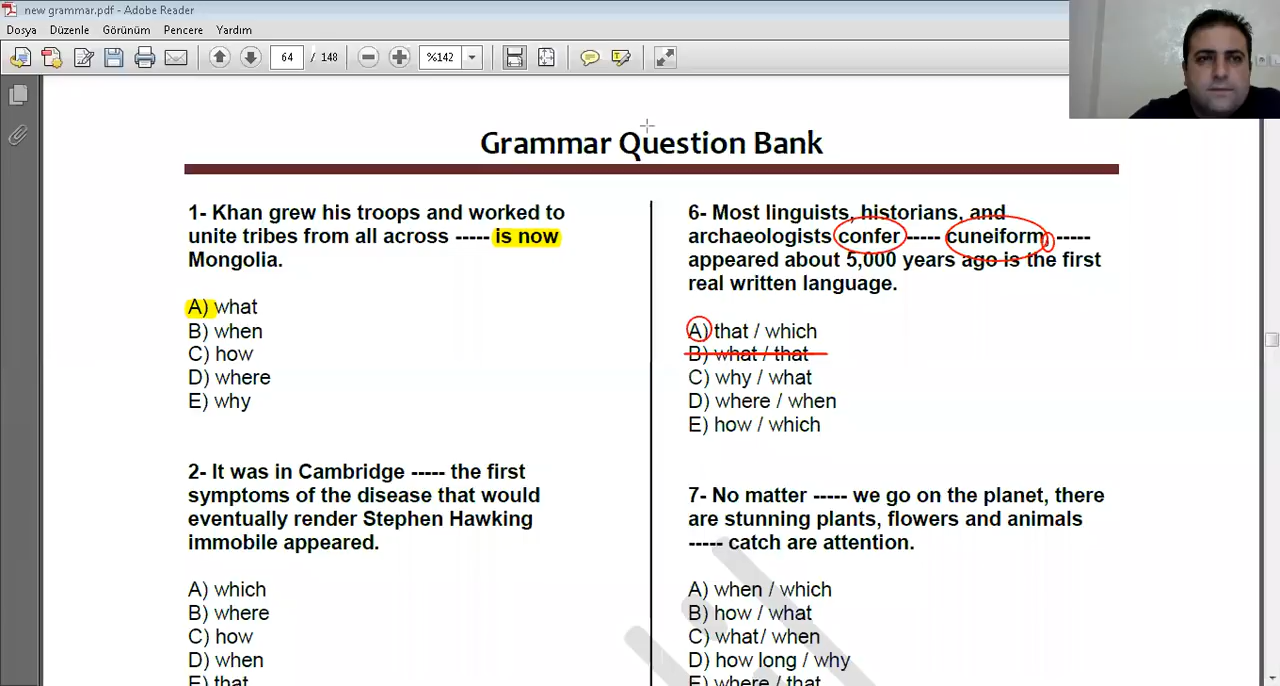 new grammar.pdf - Adobe Reader
Dosya Düzenle Görünüm Pencere Yardım
64 / 148 %142
Grammar Question Bank
1- Khan grew his troops and worked to
unite tribes from all across ----- is now
Mongolia.
A) what
B) when
C) how
D) where
E) why
2- It was in Cambridge ----- the first
symptoms of the disease that would
eventually render Stephen Hawking
immobile appeared.
A) which
B) where
C) how
D) when
E) that
6- Most linguists, historians, and
archaeologists confer ----- cuneiform, -----
appeared about 5,000 years ago is the first
real written language.
A) that / which
B) what / that
C) why / what
D) where / when
E) how / which
7- No matter ----- we go on the planet, there
are stunning plants, flowers and animals
----- catch are attention.
A) when / which
B) how / what
C) what/ when
D) how long / why
E) where / that